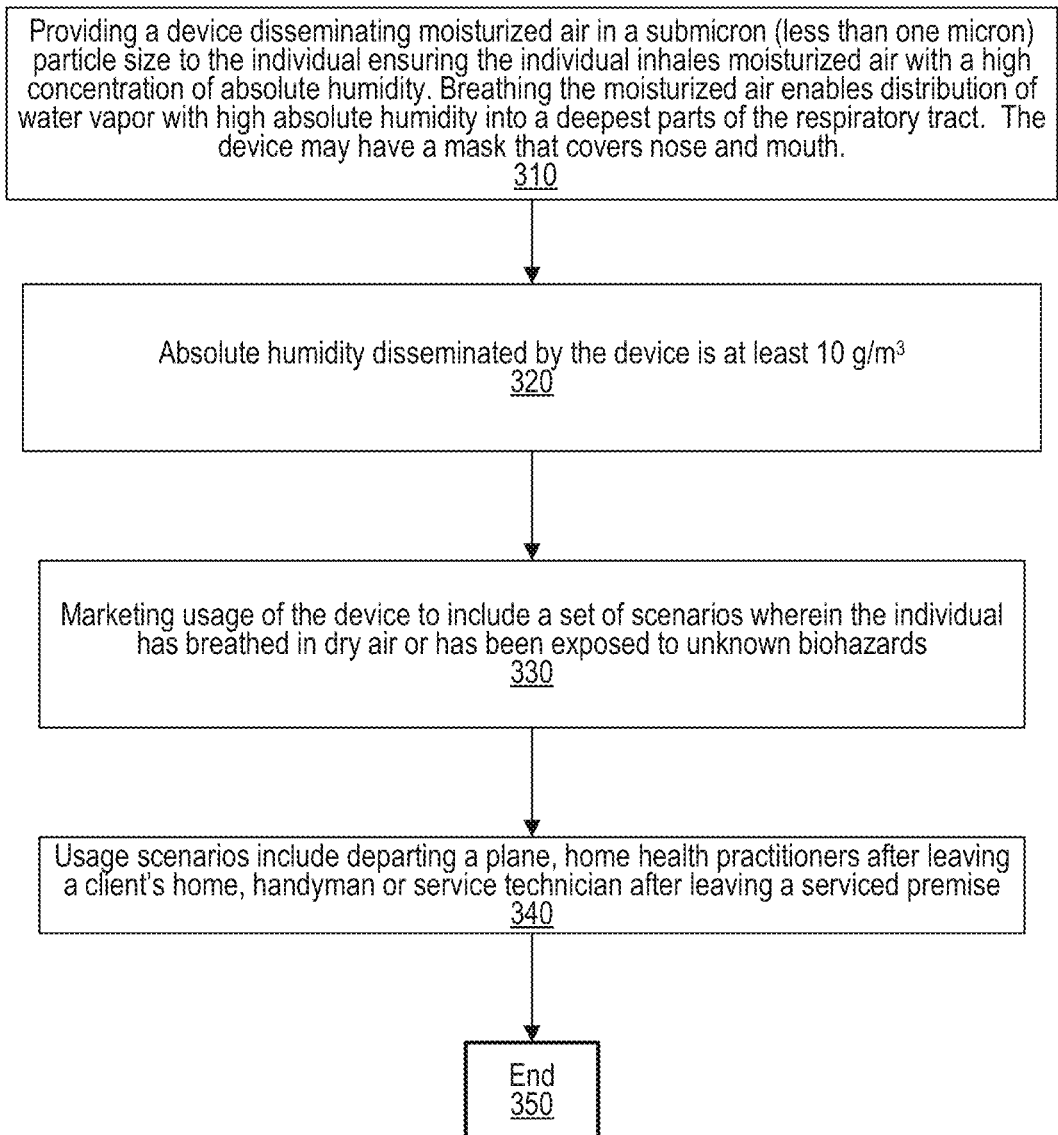 Providing a device disseminating moisturized air in a submicron (less than one micron)
particle size to the individual ensuring the individual inhales moisturized air with a high
concentration of absolute humidity. Breathing the moisturized air enables distribution of
water vapor with high absolute humidity into a deepest parts of the respiratory tract. The
device may have a mask that covers nose and mouth.
310
Absolute humidity disseminated by the device is at least 10 g/m³
320
Marketing usage of the device to include a set of scenarios wherein the individual
has breathed in dry air or has been exposed to unknown biohazards
330
Usage scenarios include departing a plane, home health practitioners after leaving
a client's home, handyman or service technician after leaving a serviced premise
340
End
350